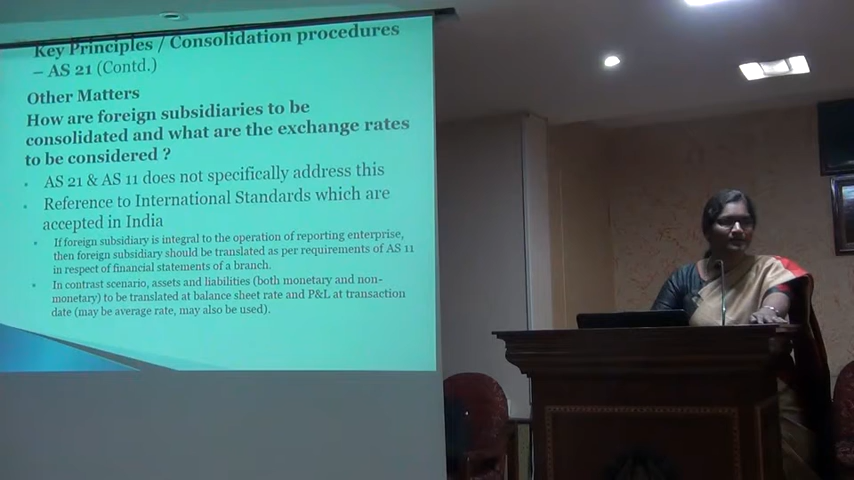 Key Principles / Consolidation procedures
– AS 21 (Contd.)
Other Matters
How are foreign subsidiaries to be
consolidated and what are the exchange rates
to be considered ?
• AS 21 & AS 11 does not specifically address this
• Reference to International Standards which are
accepted in India
• If foreign subsidiary is integral to the operation of reporting enterprise,
then foreign subsidiary should be translated as per requirements of AS 11
in respect of financial statements of a branch.
• In contrast scenario, assets and liabilities (both monetary and non-
monetary) to be translated at balance sheet rate and P&L at transaction
date (may be average rate, may also be used).